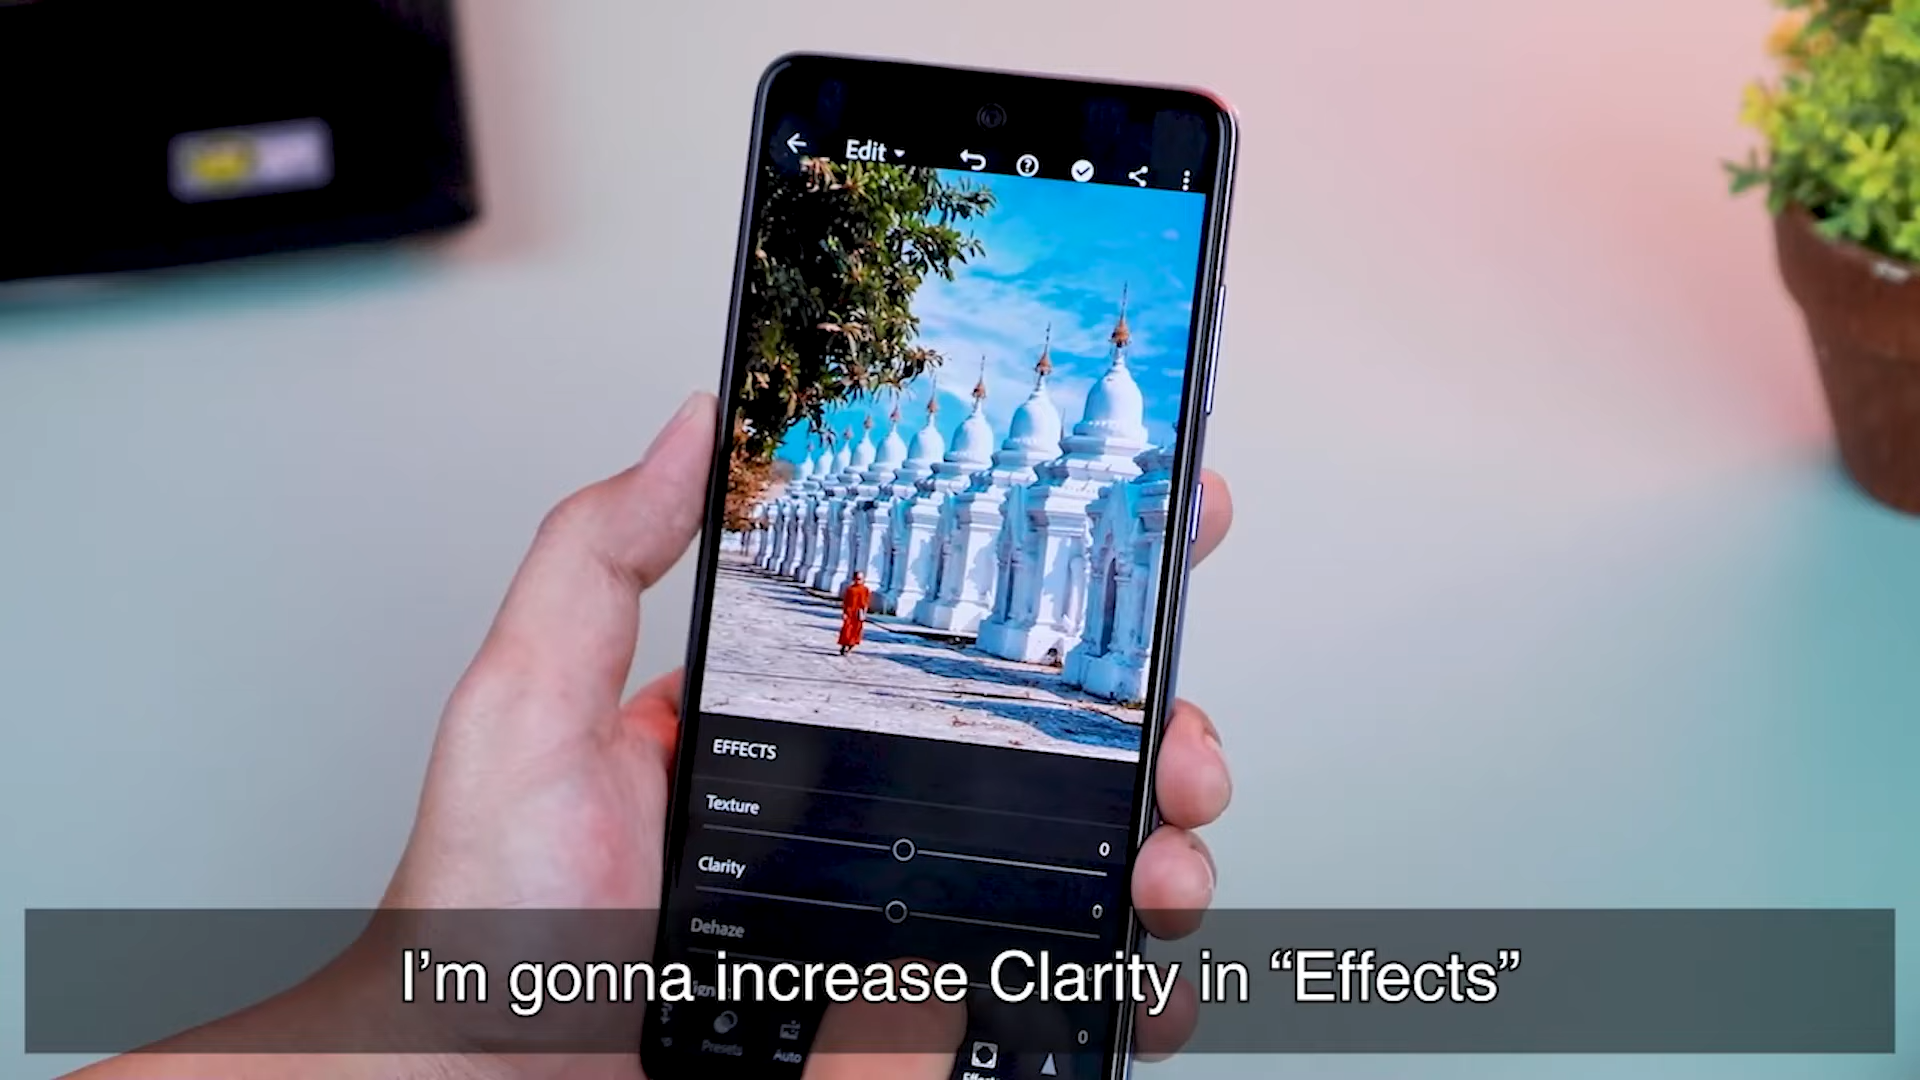 Edit
EFFECTS
Texture
0
Clarity
0
Dehaze
I'm gonna increase Clarity in “Effects”
0
Presets
Auto